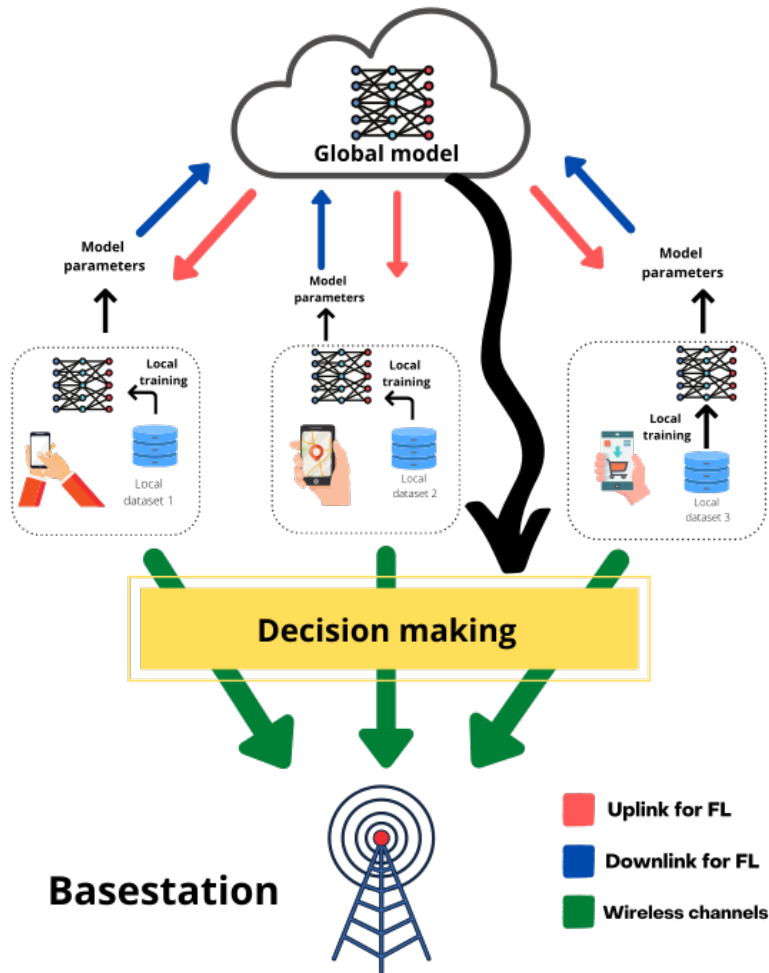 Global model
Model
parameters
Model
parameters
Model
parameters
Local
training
Local
dataset 1
Local
training
Local
dataset 2
Local
training
Local
dataset 3
Decision making
Basestation
Uplink for FL
Downlink for FL
Wireless channels